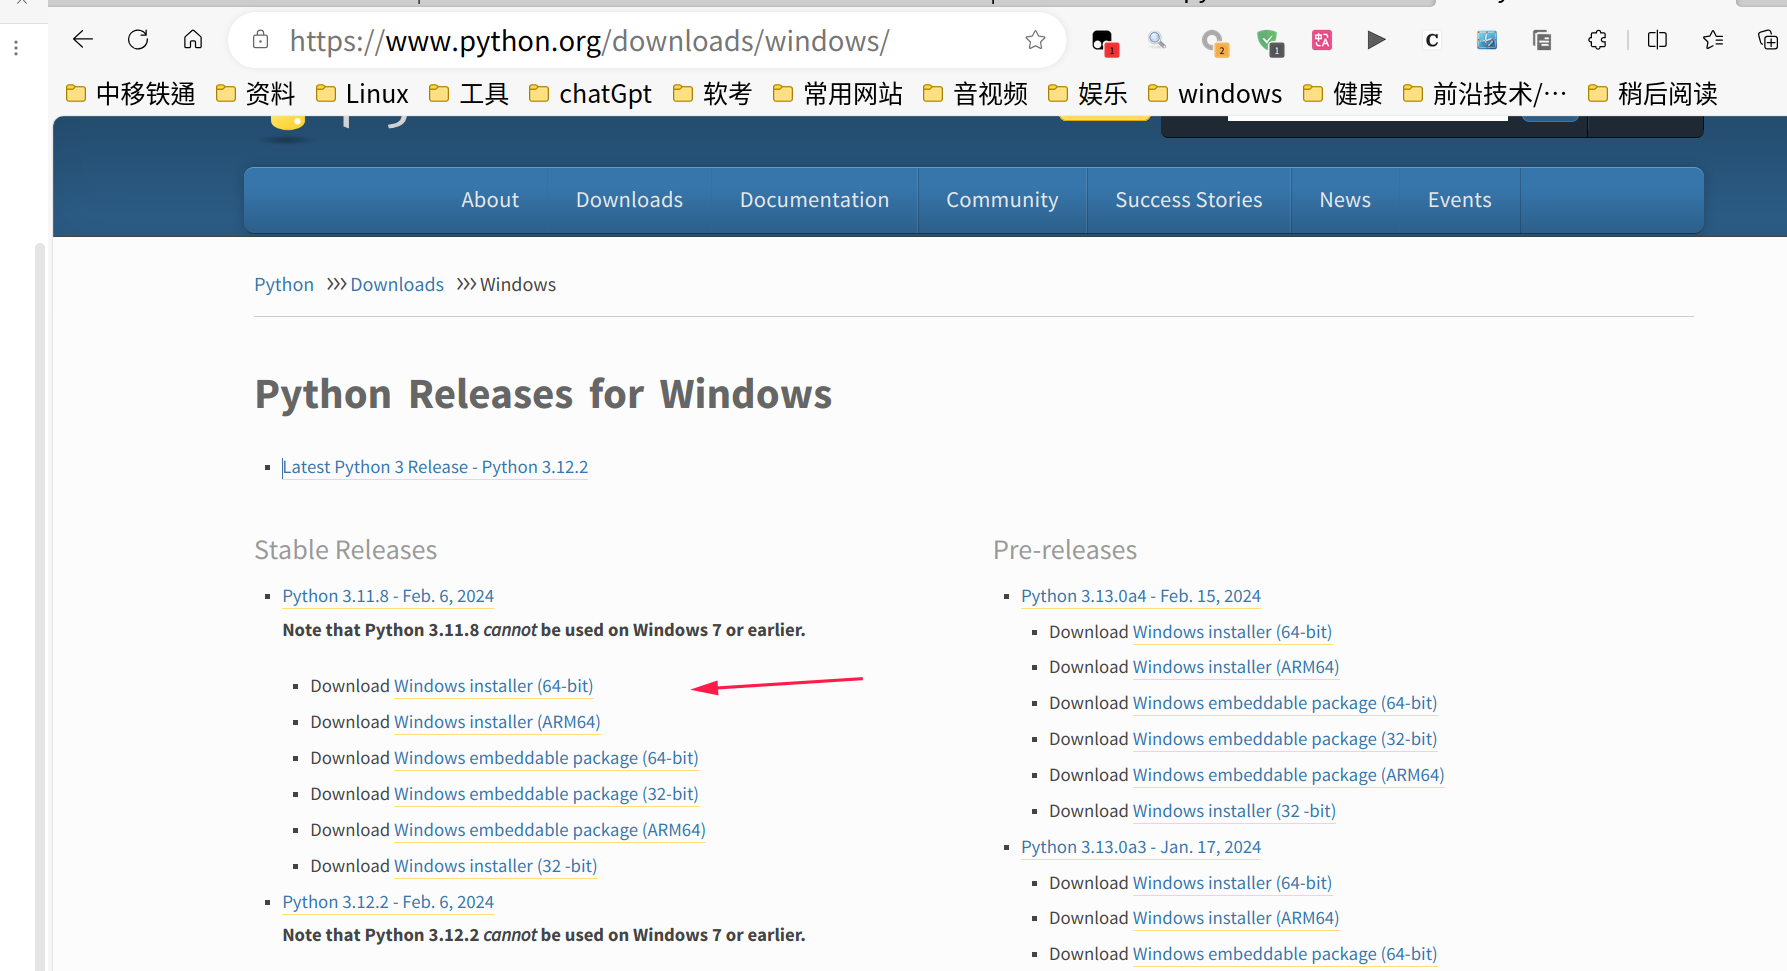 https://www.python.org/downloads/windows/
1
2
1
C
中移铁通 资料 Linux 工具 chatGpt 软考 常用网站 音视频 娱乐 windows 健康 前沿技术/… 稍后阅读
About Downloads Documentation Community Success Stories News Events
Python Downloads Windows
Python Releases for Windows
Latest Python 3 Release - Python 3.12.2
Stable Releases
Python 3.11.8 - Feb. 6, 2024
Note that Python 3.11.8 cannot be used on Windows 7 or earlier.
Download Windows installer (64-bit)
Download Windows installer (ARM64)
Download Windows embeddable package (64-bit)
Download Windows embeddable package (32-bit)
Download Windows embeddable package (ARM64)
Download Windows installer (32 -bit)
Python 3.12.2 - Feb. 6, 2024
Note that Python 3.12.2 cannot be used on Windows 7 or earlier.
Pre-releases
Python 3.13.0a4 - Feb. 15, 2024
Download Windows installer (64-bit)
Download Windows installer (ARM64)
Download Windows embeddable package (64-bit)
Download Windows embeddable package (32-bit)
Download Windows embeddable package (ARM64)
Download Windows installer (32 -bit)
Python 3.13.0a3 - Jan. 17, 2024
Download Windows installer (64-bit)
Download Windows installer (ARM64)
Download Windows embeddable package (64-bit)